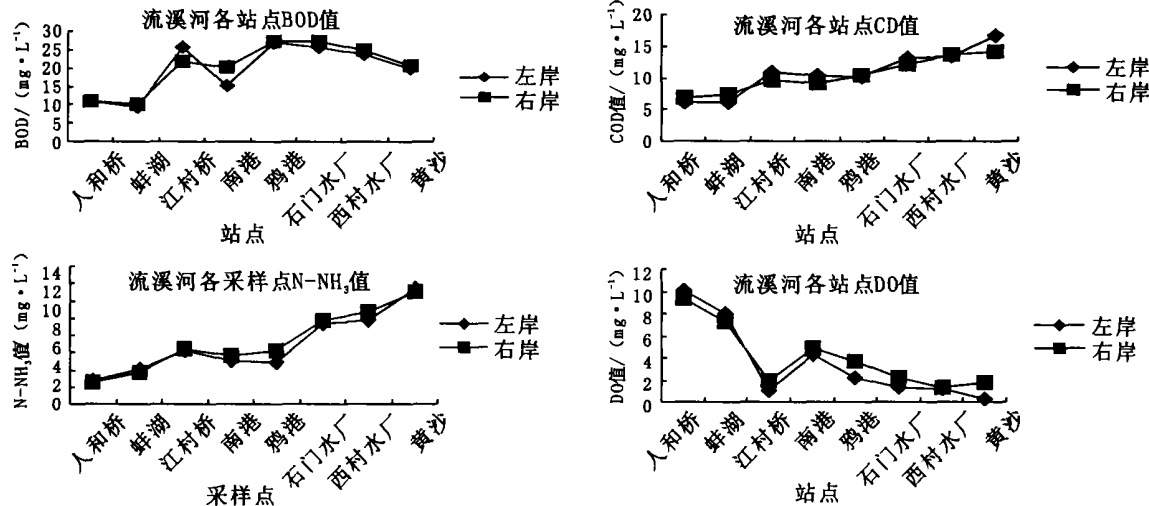 流溪河各站点BOD值
BOD/（mg·L⁻¹）
30
25
20
15
10
5
0
左岸
右岸
人和桥
蚌湖
江村桥
南港
鸦港
石门水厂
西村水厂
黄沙
站点
流溪河各站点CD值
COD值/（mg·L⁻¹）
20
15
10
5
0
左岸
右岸
人和桥
蚌湖
江村桥
南港
鸦港
石门水厂
西村水厂
黄沙
站点
流溪河各采样点N-NH₃值
N-NH₃值（mg·L⁻¹）
14
12
10
8
6
4
2
0
左岸
右岸
人和桥
蚌湖
江村桥
南港
鸦港
石门水厂
西村水厂
黄沙
采样点
流溪河各站点DO值
DO值/（mg·L⁻¹）
12
10
8
6
4
2
0
左岸
右岸
人和桥
蚌湖
江村桥
南港
鸦港
石门水厂
西村水厂
黄沙
站点